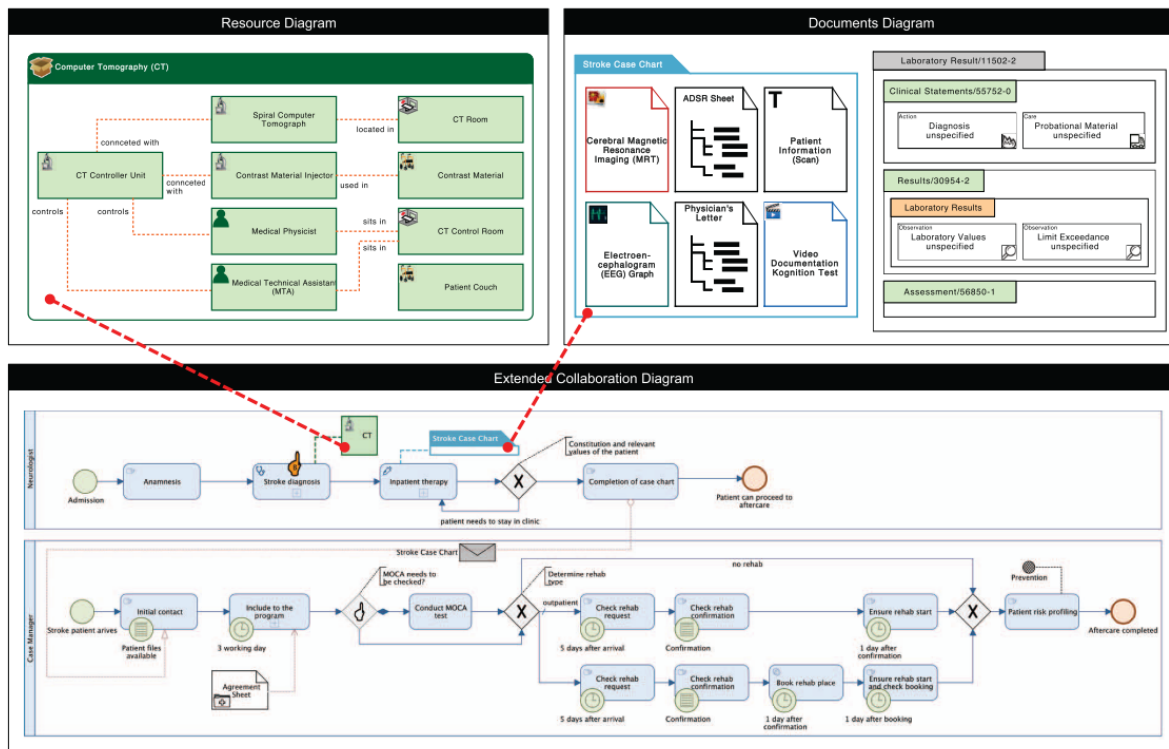 Resource Diagram
Computer Tomography (CT)
Spiral Computer
Tomograph
CT Room
connceted with
located in
CT Controller Unit
Contrast Material Injector
Contrast Material
connceted
with
used in
controls
controls
Medical Physicist
sits in
CT Control Room
sits in
Medical Technical Assistant
(MTA)
Patient Couch
Documents Diagram
Stroke Case Chart
Cerebral Magnetic
Resonance
Imaging (MRT)
ADSR Sheet
T
Patient
Information
(Scan)
Electroen-
cephalogram
(EEG) Graph
Physician's
Letter
Video
Documentation
Kognition Test
Laboratory Result/11502-2
Clinical Statements/55752-0
Action
Diagnosis
unspecified
Care
Probational Material
unspecified
Results/30954-2
Laboratory Results
Observation
Laboratory Values
unspecified
Observation
Limit Exceedance
unspecified
Assessment/56850-1
Extended Collaboration Diagram
Neurologist
Admission
Anamnesis
Stroke diagnosis
CT
Inpatient therapy
Stroke Case Chart
Constitution and relevant
values of the patient
X
patient needs to stay in clinic
Completion of case chart
Patient can proceed to
aftercare
Case Manager
Stroke Case Chart
Stroke patient arives
Initial contact
Patient files
available
Include to the
program
3 working day
Agreement
Sheet
MOCA needs to
be checked?
Conduct MOCA
test
Determine rehab
type
X
no rehab
outpatient
Check rehab
request
5 days after arrival
Check rehab
confirmation
Confirmation
Ensure rehab start
1 day after
confirmation
Check rehab
request
5 days after arrival
Check rehab
confirmation
Confirmation
Book rehab place
1 day after
confirmation
Ensure rehab start
and check booking
1 day after booking
X
Prevention
Patient risk profiling
Aftercare completed